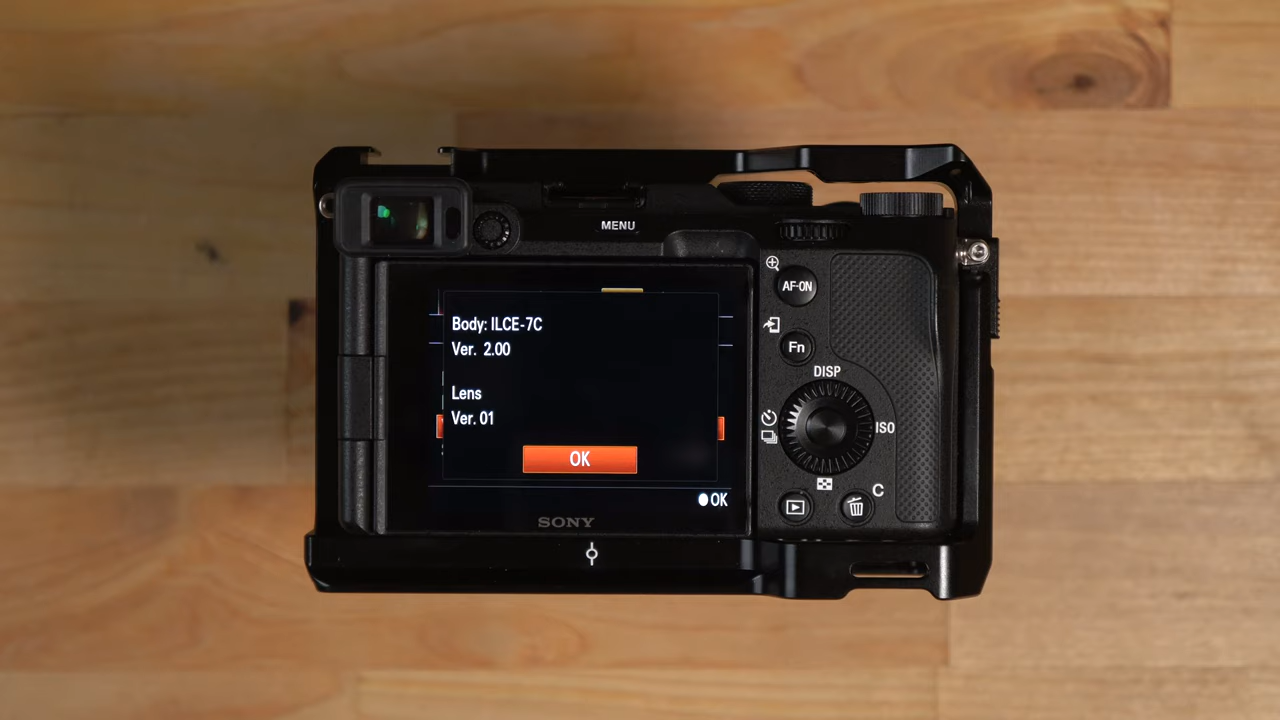 MENU
AF-ON
Body: ILCE-7C
Ver. 2.00
Fn
DISP
Lens
Ver. 01
ISO
OK
OK
C
SONY